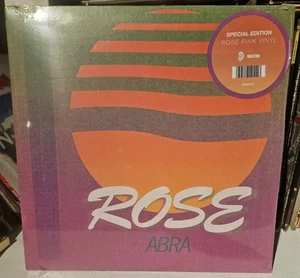 SPECIAL EDITION
ROSE PINK VINYL
ROSE
ABRA